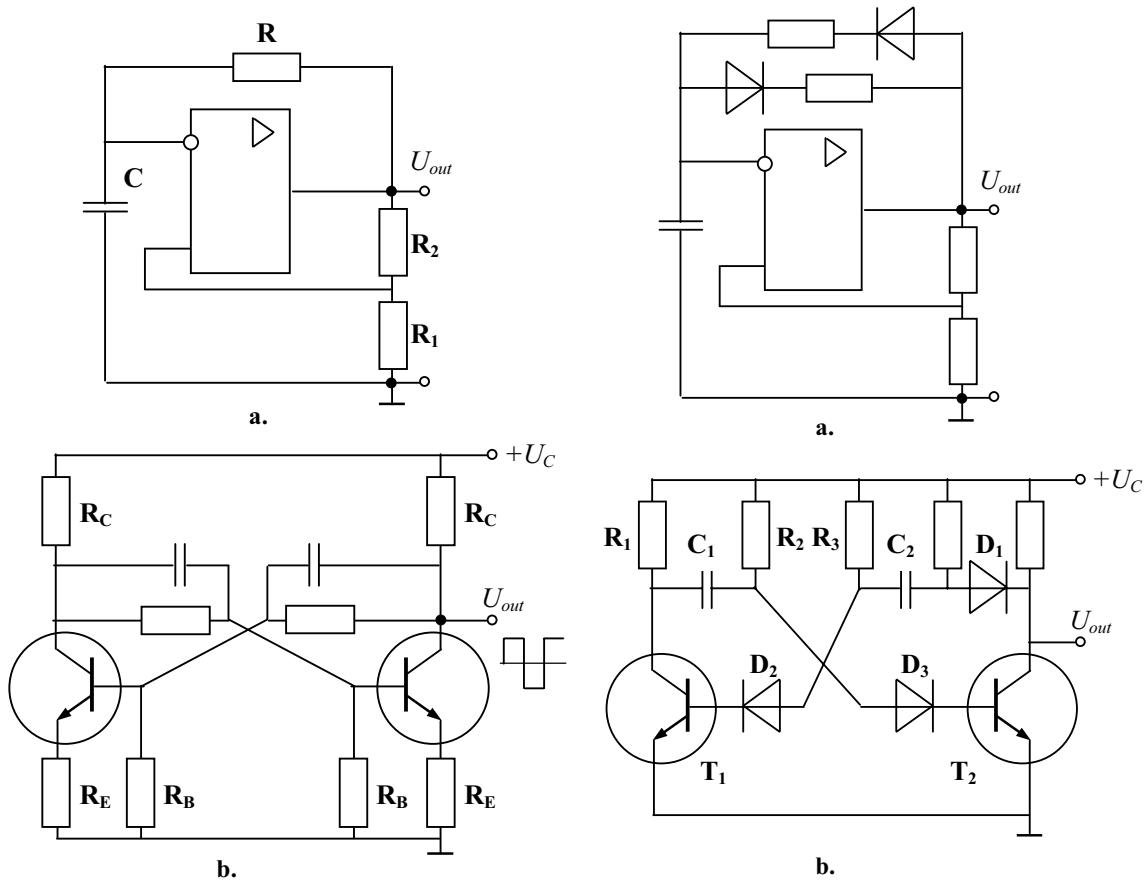 R
C
U_out
R₂
R₁
a.
U_out
a.
+U_C
R_C
R_C
U_out
R_E
R_B
R_B
R_E
b.
+U_C
R₁
C₁
R₂
R₃
C₂
D₁
U_out
D₂
D₃
T₁
T₂
b.